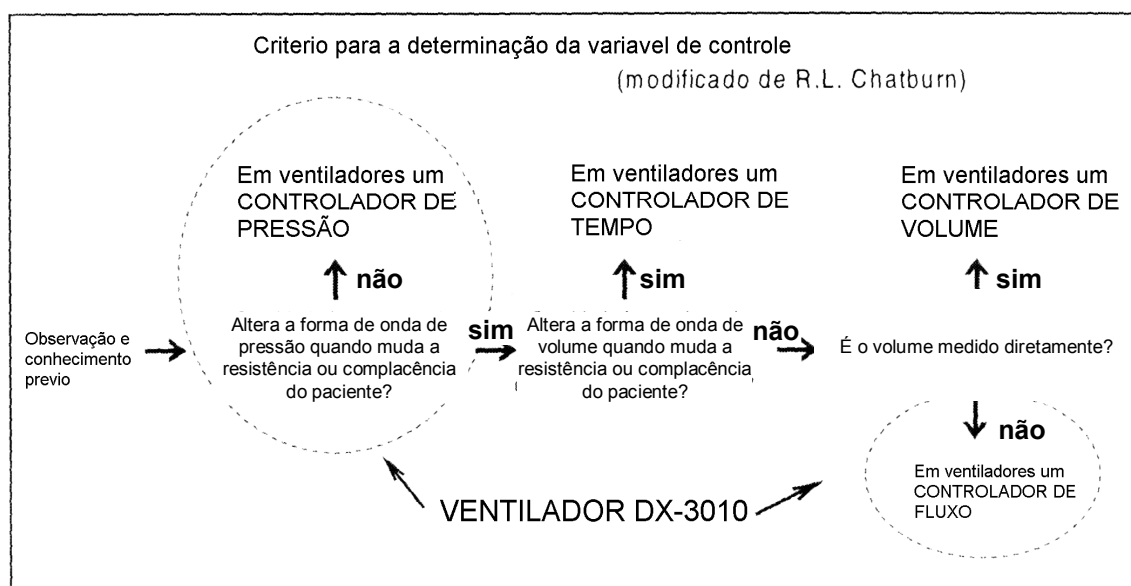 Criterio para a determinação da variavel de controle
(modificado de R.L. Chatburn)
Em ventiladores um
CONTROLADOR DE
PRESSÃO
Em ventiladores um
CONTROLADOR DE
TEMPO
Em ventiladores um
CONTROLADOR DE
VOLUME
não
sim
sim
Observação e
conhecimento
previo
Altera a forma de onda de
pressão quando muda a
resistência ou complacência
do paciente?
sim
Altera a forma de onda de
volume quando muda a
resistência ou complacência
do paciente?
não
É o volume medido diretamente?
não
Em ventiladores um
CONTROLADOR DE
FLUXO
VENTILADOR DX-3010